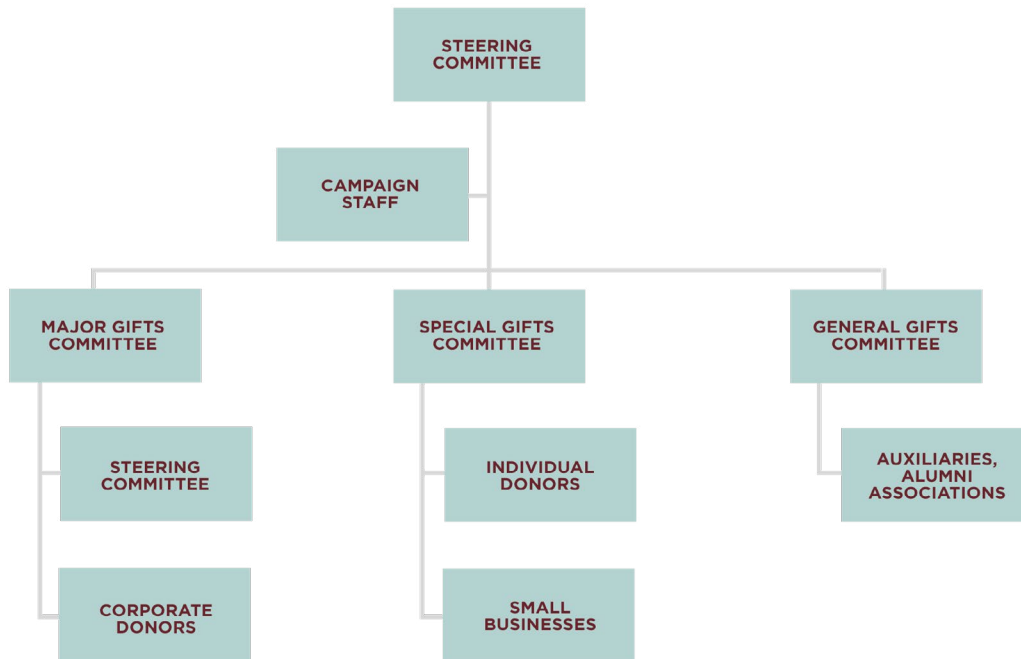 STEERING
COMMITTEE
CAMPAIGN
STAFF
MAJOR GIFTS
COMMITTEE
SPECIAL GIFTS
COMMITTEE
GENERAL GIFTS
COMMITTEE
STEERING
COMMITTEE
INDIVIDUAL
DONORS
AUXILIARIES,
ALUMNI
ASSOCIATIONS
CORPORATE
DONORS
SMALL
BUSINESSES